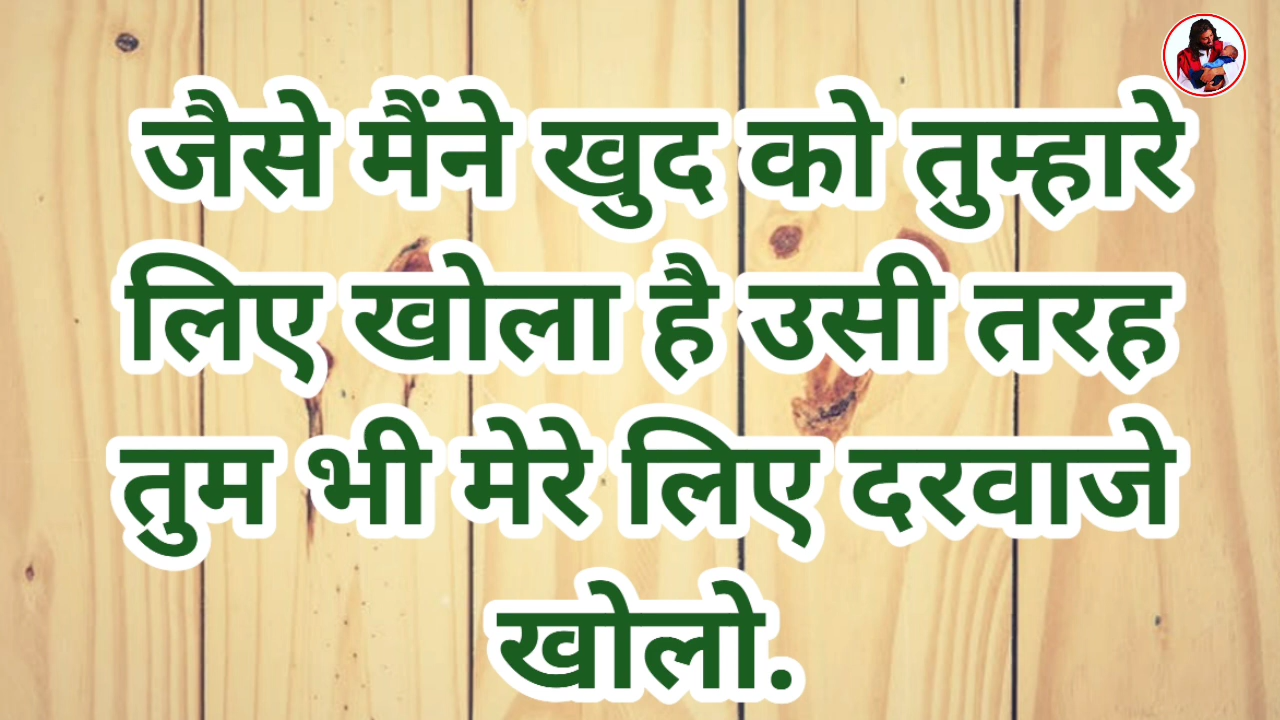 जैसे मैंने खुद को तुम्हारे
लिए खोला है उसी तरह
तुम भी मेरे लिए दरवाजे
खोलो.